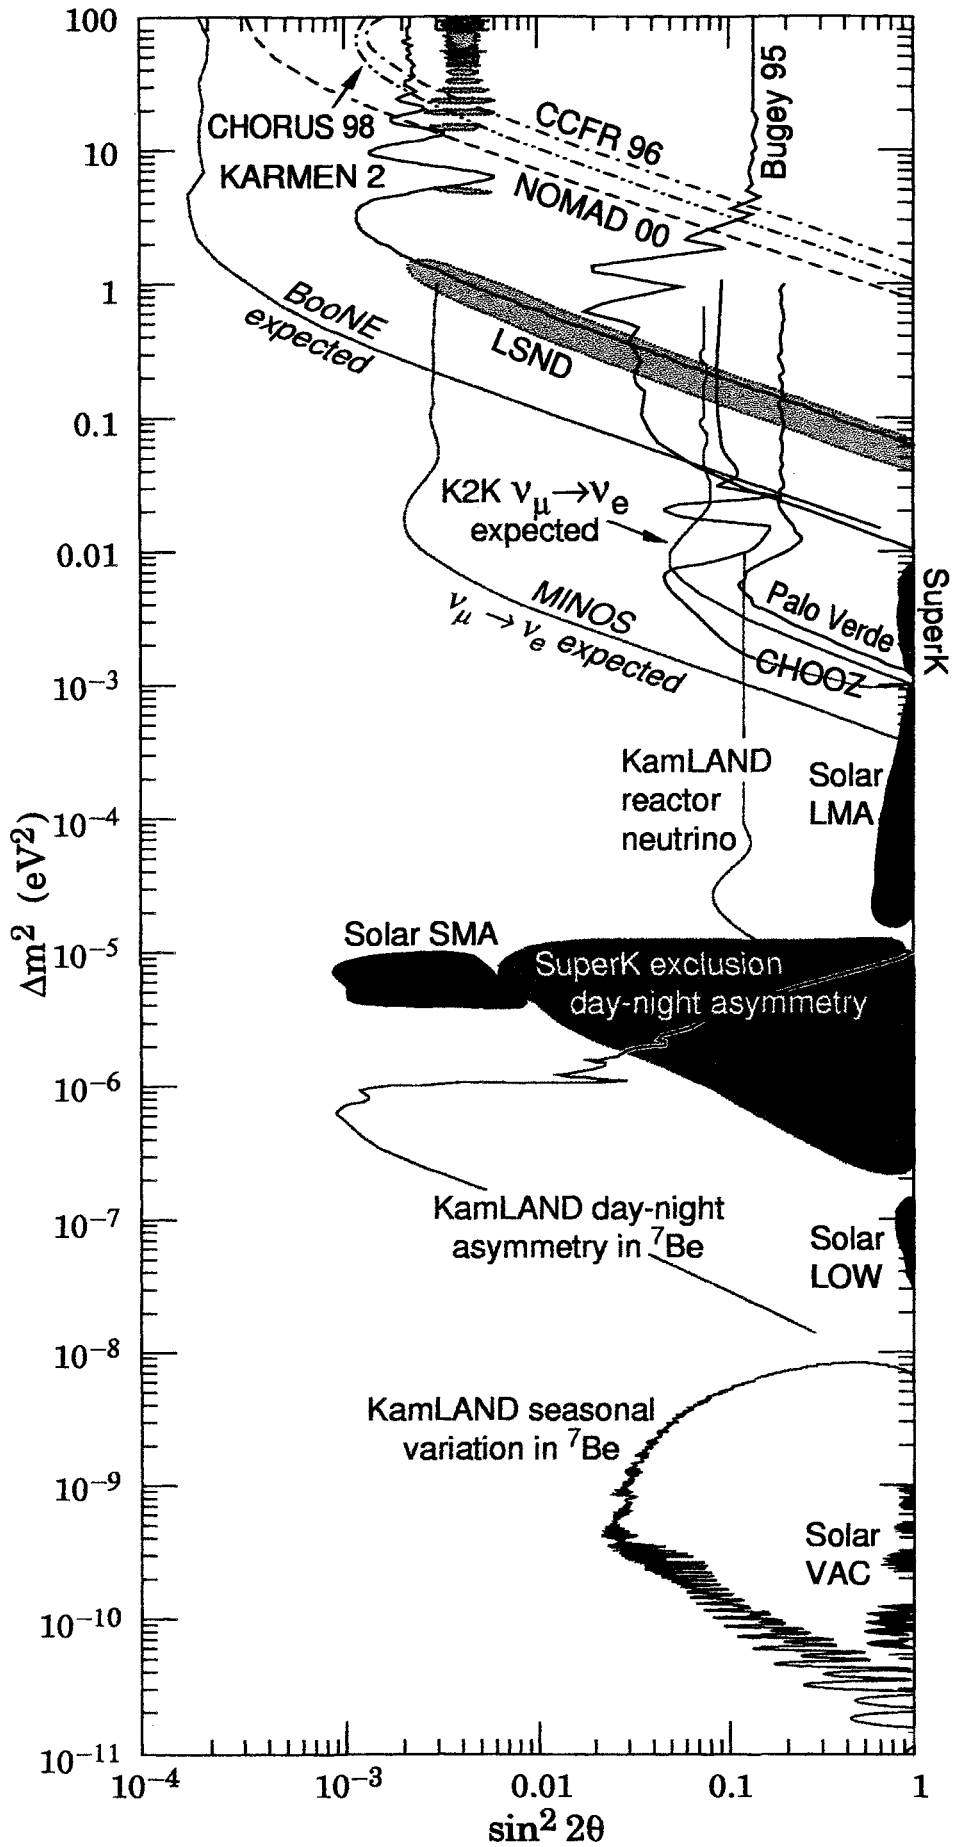 100
10
1
0.1
0.01
10⁻³
10⁻⁴
10⁻⁵
10⁻⁶
10⁻⁷
10⁻⁸
10⁻⁹
10⁻¹⁰
10⁻¹¹
Δm² (eV²)
CHORUS 98
KARMEN 2
CCFR 96
NOMAD 00
Bugey 95
BooNE
expected
LSND
K2K νμ→νe
expected
MINOS
νμ → νe expected
Palo Verde
CHOOZ
SuperK
KamLAND
reactor
neutrino
Solar
LMA
Solar SMA
SuperK exclusion
day-night asymmetry
KamLAND day-night
asymmetry in ⁷Be
Solar
LOW
KamLAND seasonal
variation in ⁷Be
Solar
VAC
10⁻⁴
10⁻³
0.01
0.1
1
sin² 2θ